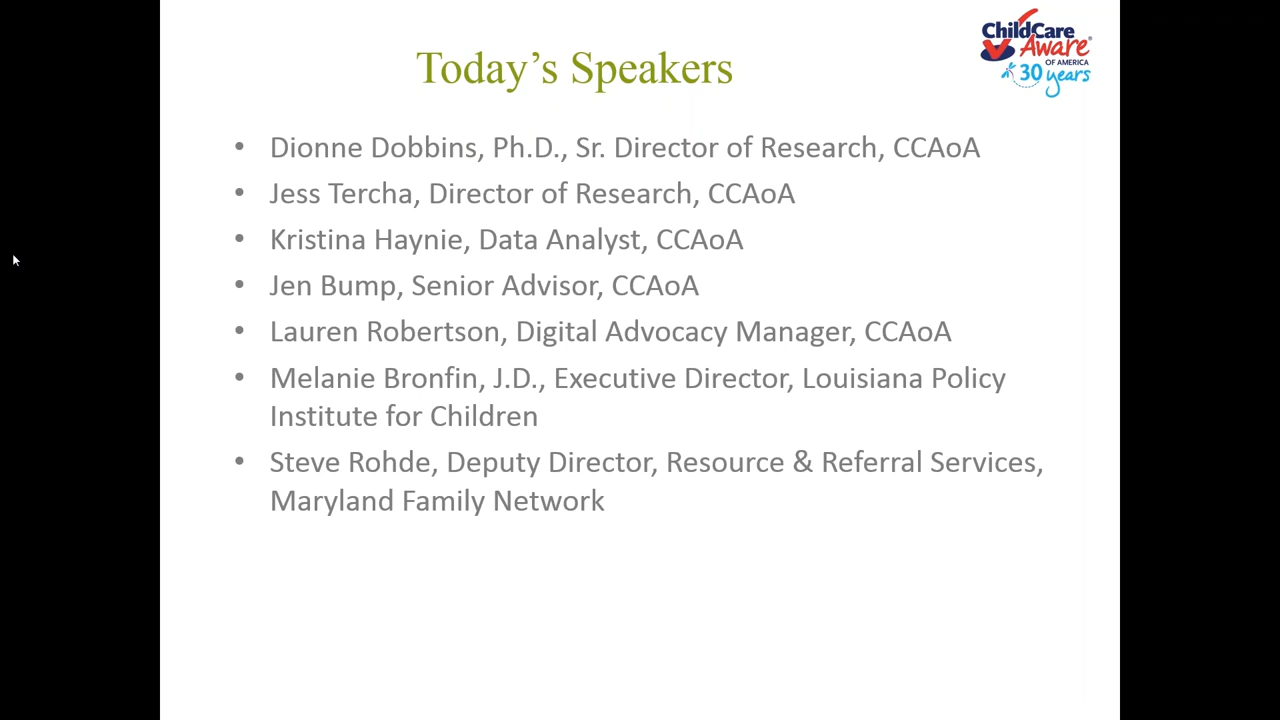 Today's Speakers
ChildCare
Aware®
OF AMERICA
30 years
• Dionne Dobbins, Ph.D., Sr. Director of Research, CCAoA
• Jess Tercha, Director of Research, CCAoA
• Kristina Haynie, Data Analyst, CCAoA
• Jen Bump, Senior Advisor, CCAoA
• Lauren Robertson, Digital Advocacy Manager, CCAoA
• Melanie Bronfin, J.D., Executive Director, Louisiana Policy
Institute for Children
• Steve Rohde, Deputy Director, Resource & Referral Services,
Maryland Family Network